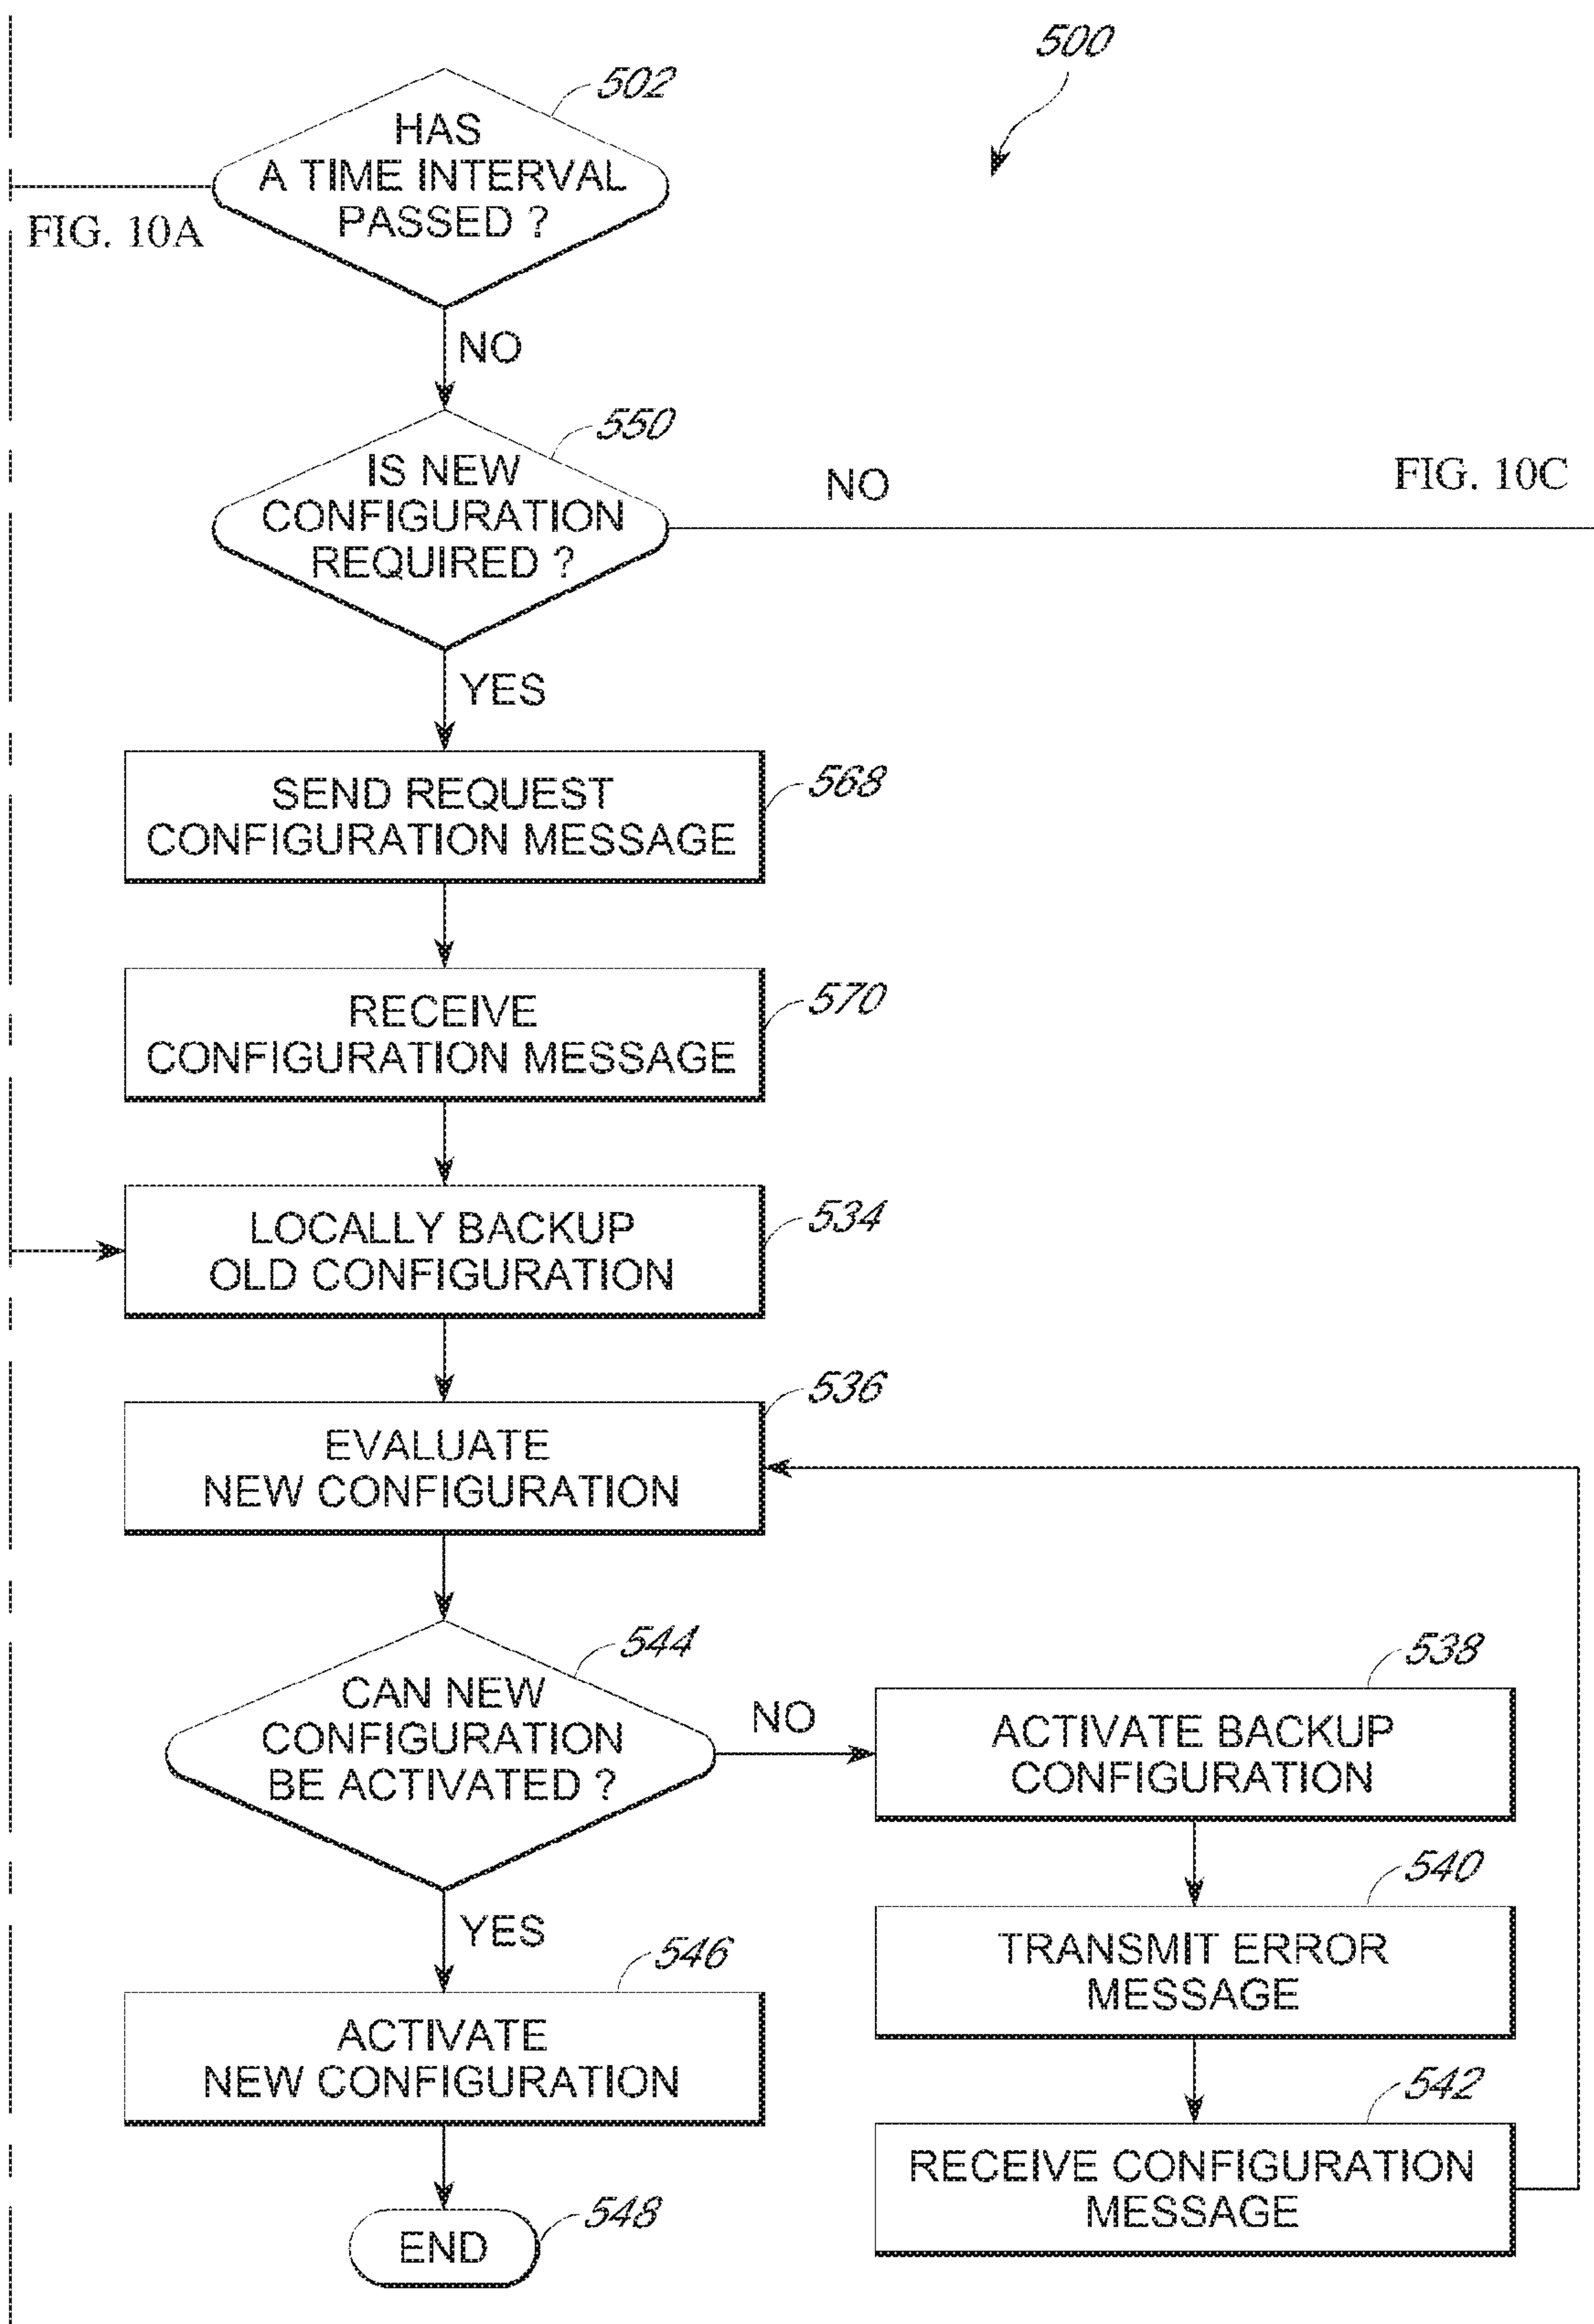 500
502
HAS
A TIME INTERVAL
PASSED ?
FIG. 10A
NO
550
IS NEW
CONFIGURATION
REQUIRED ?
NO
FIG. 10C
YES
568
SEND REQUEST
CONFIGURATION MESSAGE
570
RECEIVE
CONFIGURATION MESSAGE
534
LOCALLY BACKUP
OLD CONFIGURATION
536
EVALUATE
NEW CONFIGURATION
544
CAN NEW
CONFIGURATION
BE ACTIVATED ?
NO
538
ACTIVATE BACKUP
CONFIGURATION
540
TRANSMIT ERROR
MESSAGE
542
RECEIVE CONFIGURATION
MESSAGE
YES
546
ACTIVATE
NEW CONFIGURATION
548
END